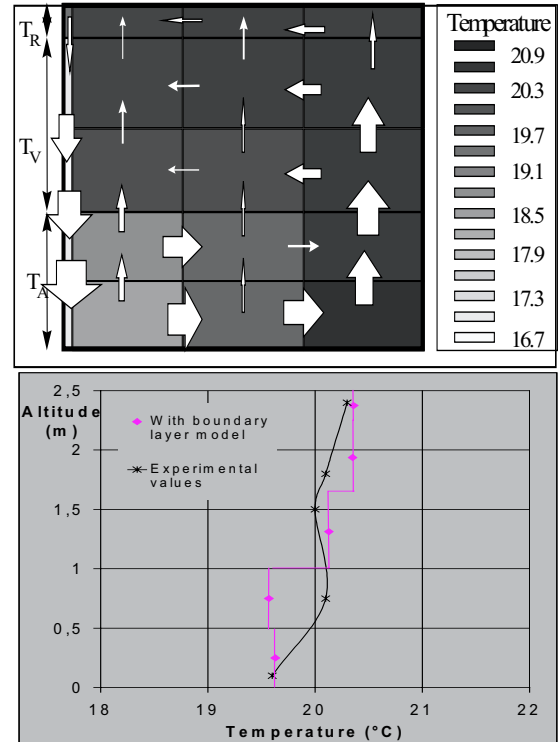 T_R
T_V
T_A
Temperature
20.9
20.3
19.7
19.1
18.5
17.9
17.3
16.7
Altitude
(m)
With boundary
layer model
Experimental
values
2,5
2
1,5
1
0,5
0
18
19
20
21
22
Temperature (°C)